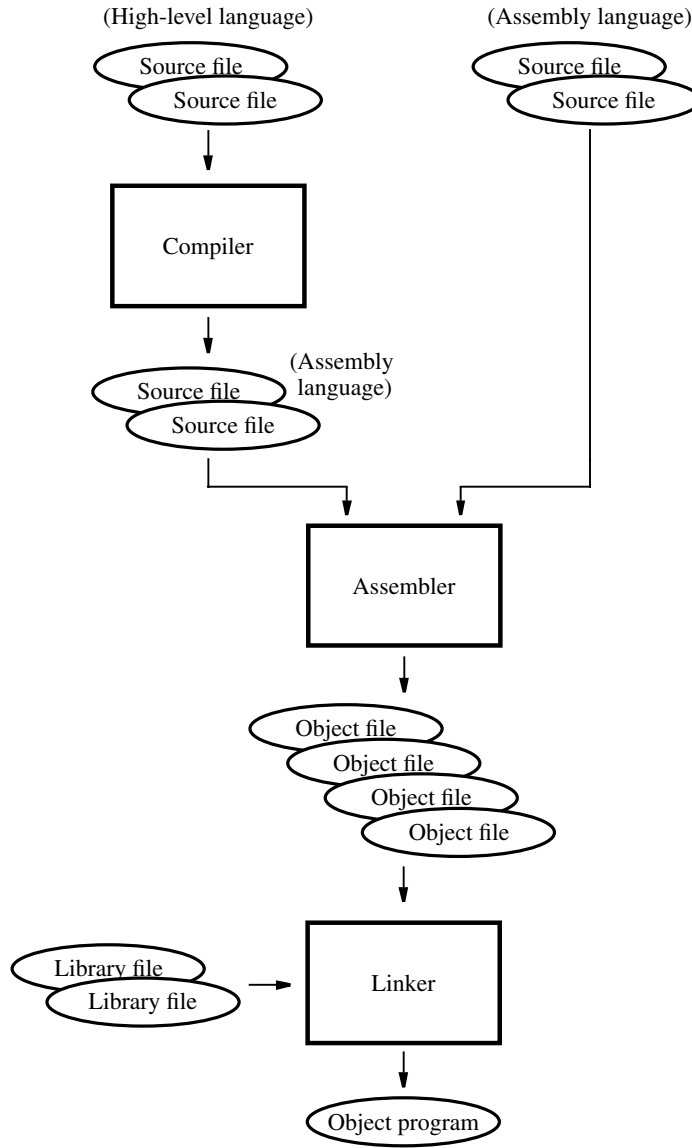 (High-level language)
(Assembly language)
Source file
Source file
Source file
Source file
Compiler
(Assembly
language)
Source file
Source file
Assembler
Object file
Object file
Object file
Object file
Library file
Library file
Linker
Object program